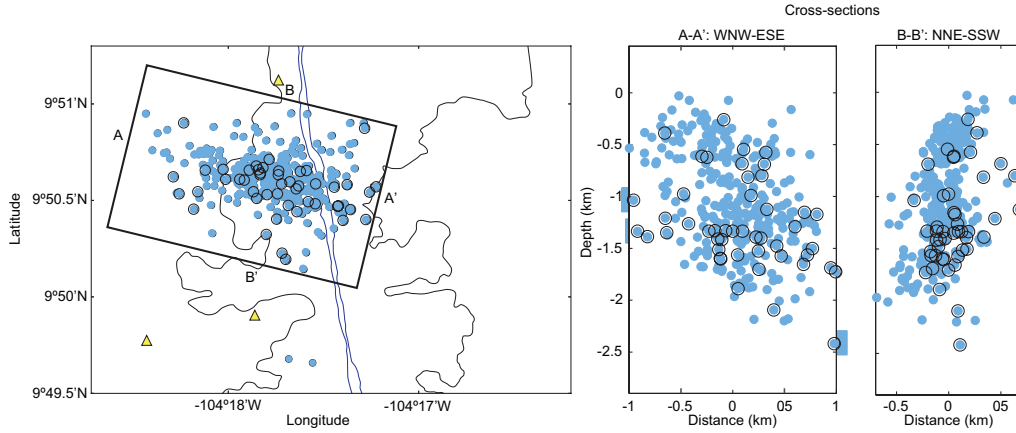 Cross-sections
A-A': WNW-ESE
B-B': NNE-SSW
9º51'N
9º50.5'N
9º50'N
9º49.5'N
Latitude
A
B
A'
B'
-104º18'W
-104º17'W
Longitude
0
-0.5
-1
-1.5
-2
-2.5
Depth (km)
-1
-0.5
0
05
1
Distance (km)
-05
0
05
Distance (km)